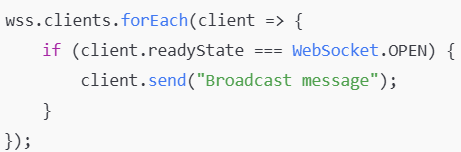 wss.clients.forEach(client => {
    if (client.readyState === WebSocket.OPEN) {
        client.send("Broadcast message");
    }
});